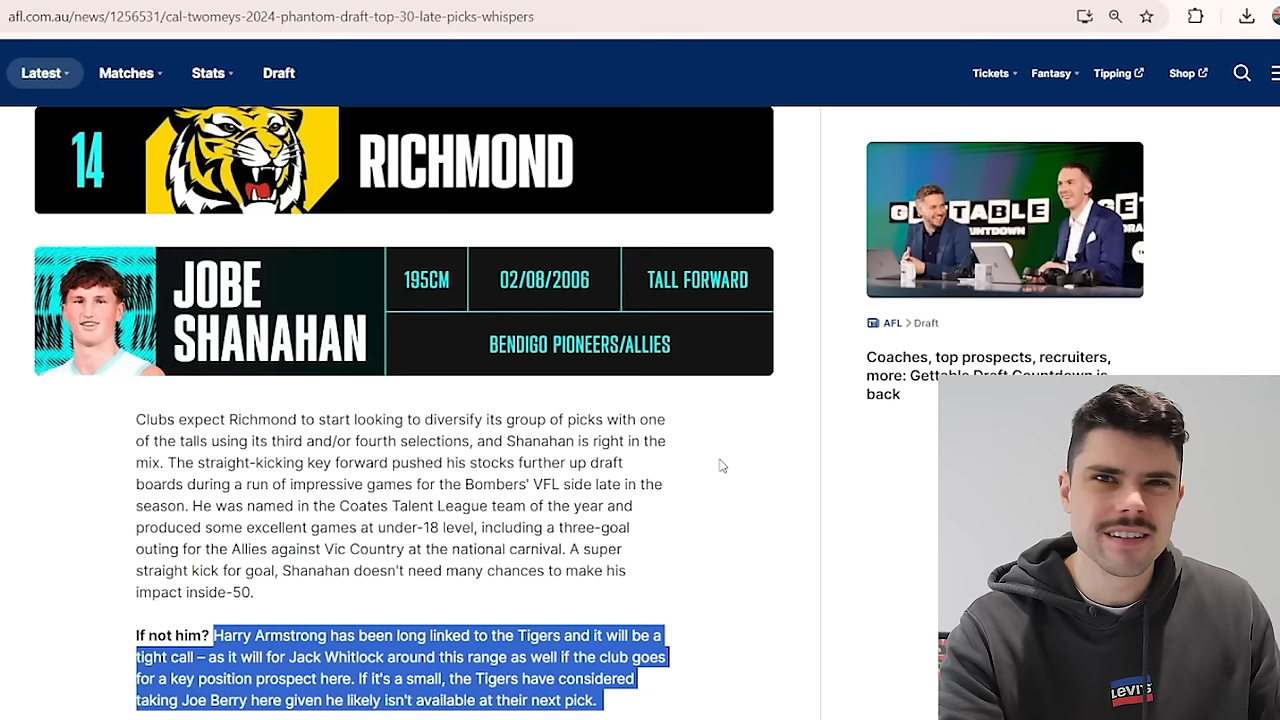 afl.com.au/news/1256531/cal-twomeys-2024-phantom-draft-top-30-late-picks-whispers
Latest Matches Stats Draft
Tickets Fantasy Tipping Shop
14 RICHMOND
JOBE
SHANAHAN
195CM 02/08/2006 TALL FORWARD
BENDIGO PIONEERS/ALLIES
Clubs expect Richmond to start looking to diversify its group of picks with one
of the talls using its third and/or fourth selections, and Shanahan is right in the
mix. The straight-kicking key forward pushed his stocks further up draft
boards during a run of impressive games for the Bombers' VFL side late in the
season. He was named in the Coates Talent League team of the year and
produced some excellent games at under-18 level, including a three-goal
outing for the Allies against Vic Country at the national carnival. A super
straight kick for goal, Shanahan doesn't need many chances to make his
impact inside-50.
If not him? Harry Armstrong has been long linked to the Tigers and it will be a
tight call – as it will for Jack Whitlock around this range as well if the club goes
for a key position prospect here. If it's a small, the Tigers have considered
taking Joe Berry here given he likely isn't available at their next pick.
AFL > Draft
Coaches, top prospects, recruiters,
more: Gettable Draft Countdown is
back
LEVI'S